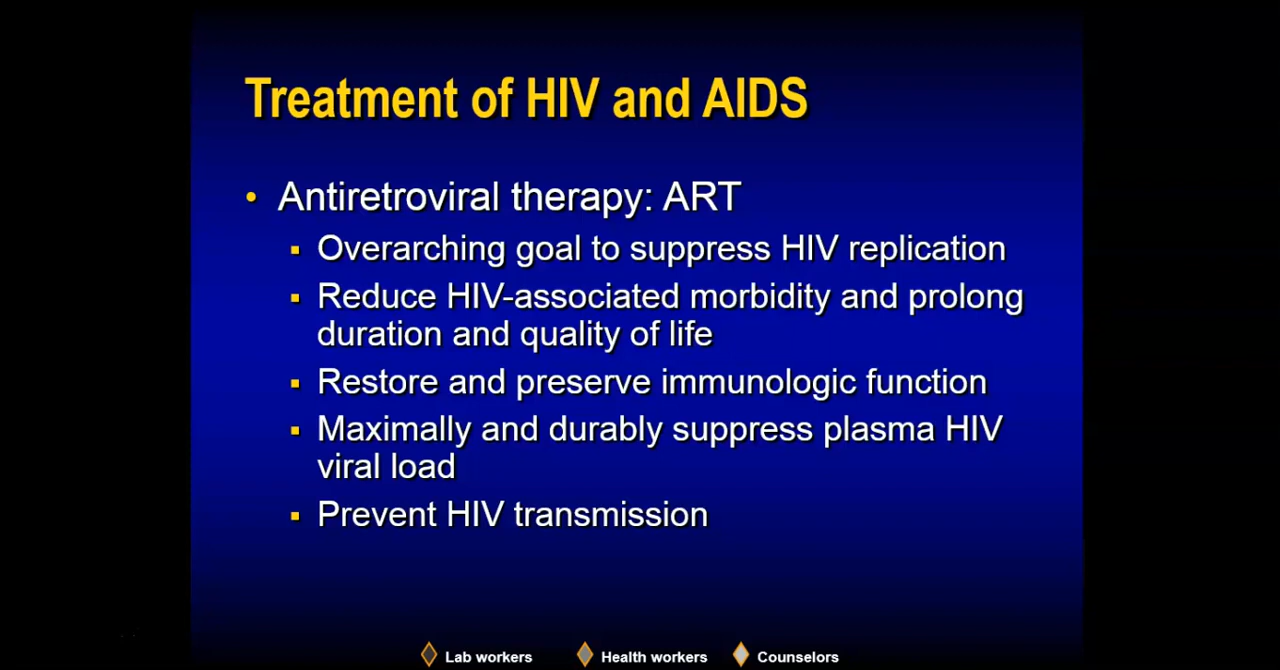 Treatment of HIV and AIDS
• Antiretroviral therapy: ART
▪ Overarching goal to suppress HIV replication
▪ Reduce HIV-associated morbidity and prolong
duration and quality of life
▪ Restore and preserve immunologic function
▪ Maximally and durably suppress plasma HIV
viral load
▪ Prevent HIV transmission
Lab workers Health workers Counselors